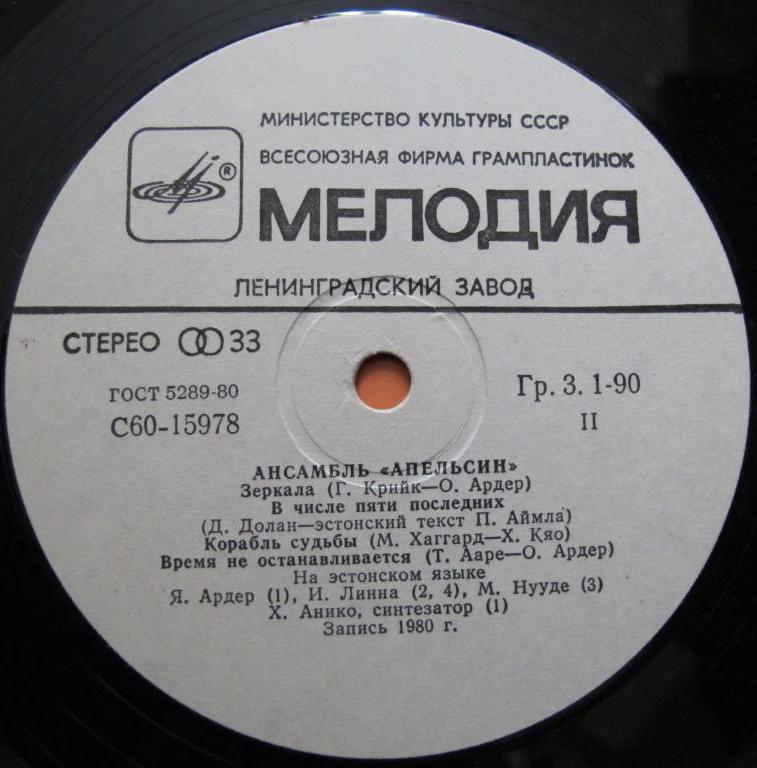 МИНИСТЕРСТВО КУЛЬТУРЫ СССР
ВСЕСОЮЗНАЯ ФИРМА ГРАМПЛАСТИНОК
®
МЕЛОДИЯ
ЛЕНИНГРАДСКИЙ ЗАВОД
СТЕРЕО 33
ГОСТ 5289-80
Гр. 3. 1-90
С60-15978
II
АНСАМБЛЬ «АПЕЛЬСИН»
Зеркала (Г. Крийк—О. Ардер)
В числе пяти последних
(Д. Долан—эстонский текст П. Аймла)
Корабль судьбы (М. Хаггард—Х. Кяо)
Время не останавливается (Т. Ааре—О. Ардер)
На эстонском языке
Я. Ардер (1), И. Линна (2, 4), М. Нууде (3)
Х. Анико, синтезатор (1)
Запись 1980 г.